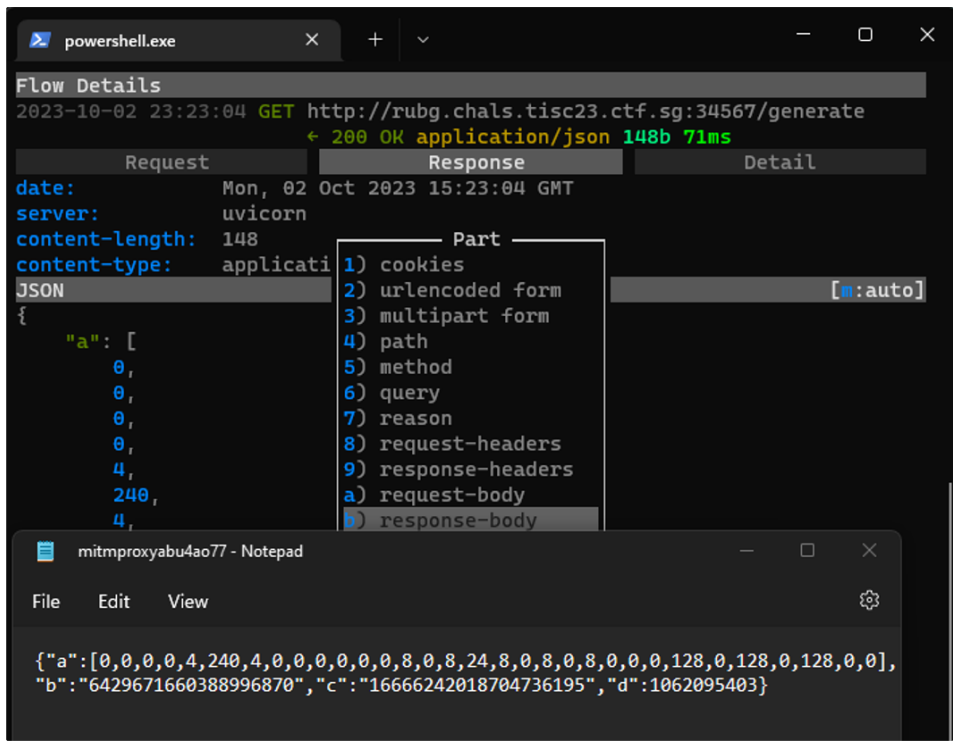 powershell.exe
Flow Details
2023-10-02 23:23:04 GET http://rubg.chals.tisc23.ctf.sg:34567/generate
← 200 OK application/json 148b 71ms
Request Response Detail
date: Mon, 02 Oct 2023 15:23:04 GMT
server: uvicorn
content-length: 148
content-type: applicati
Part
1) cookies
2) urlencoded form
3) multipart form
4) path
5) method
6) query
7) reason
8) request-headers
9) response-headers
a) request-body
b) response-body
JSON [m:auto]
{
"a": [
0,
0,
0,
0,
4,
240,
4,
mitmproxyabu4ao77 - Notepad
File Edit View
{"a":[0,0,0,0,4,240,4,0,0,0,0,0,0,8,0,8,24,8,0,8,0,8,0,0,0,128,0,128,0,128,0,0],
"b":"6429671660388996870","c":"16666242018704736195","d":1062095403}